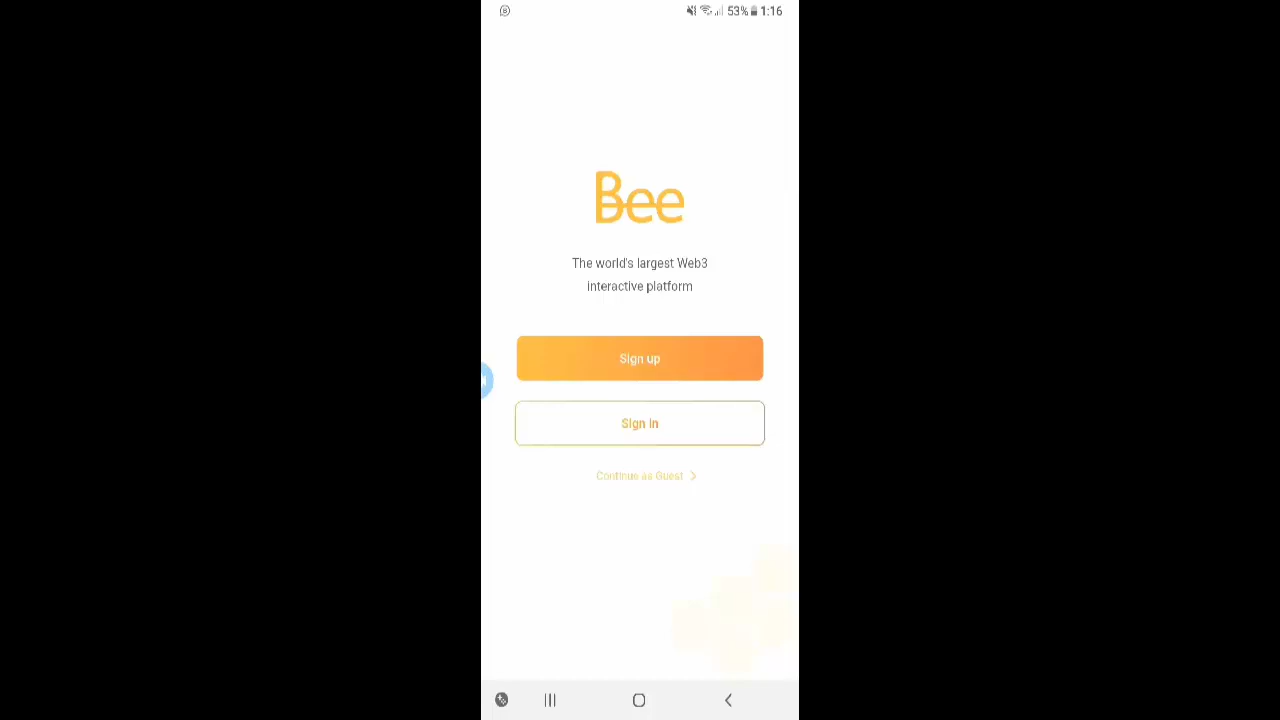 53% 1:16
Bee
The world's largest Web3
interactive platform
Sign up
Sign in
Continue as Guest